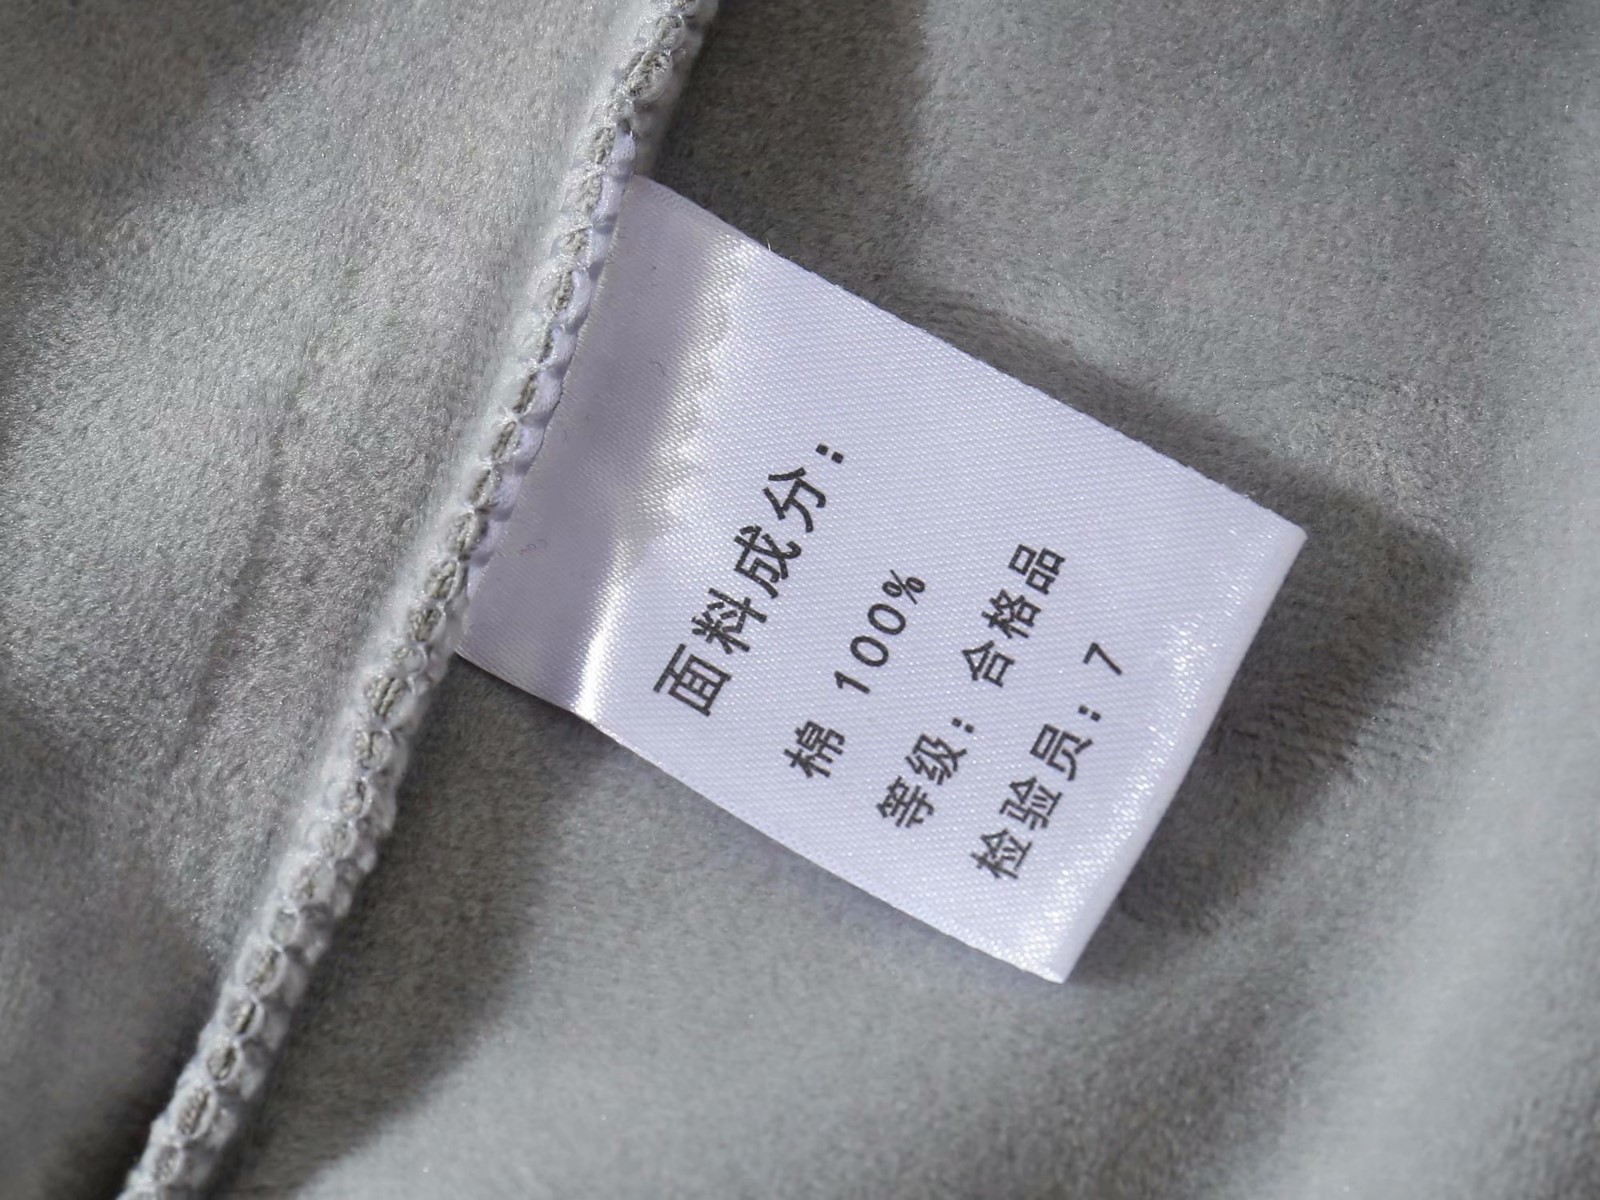 面料成分：
棉 100%
等级：合格品
检验员：7